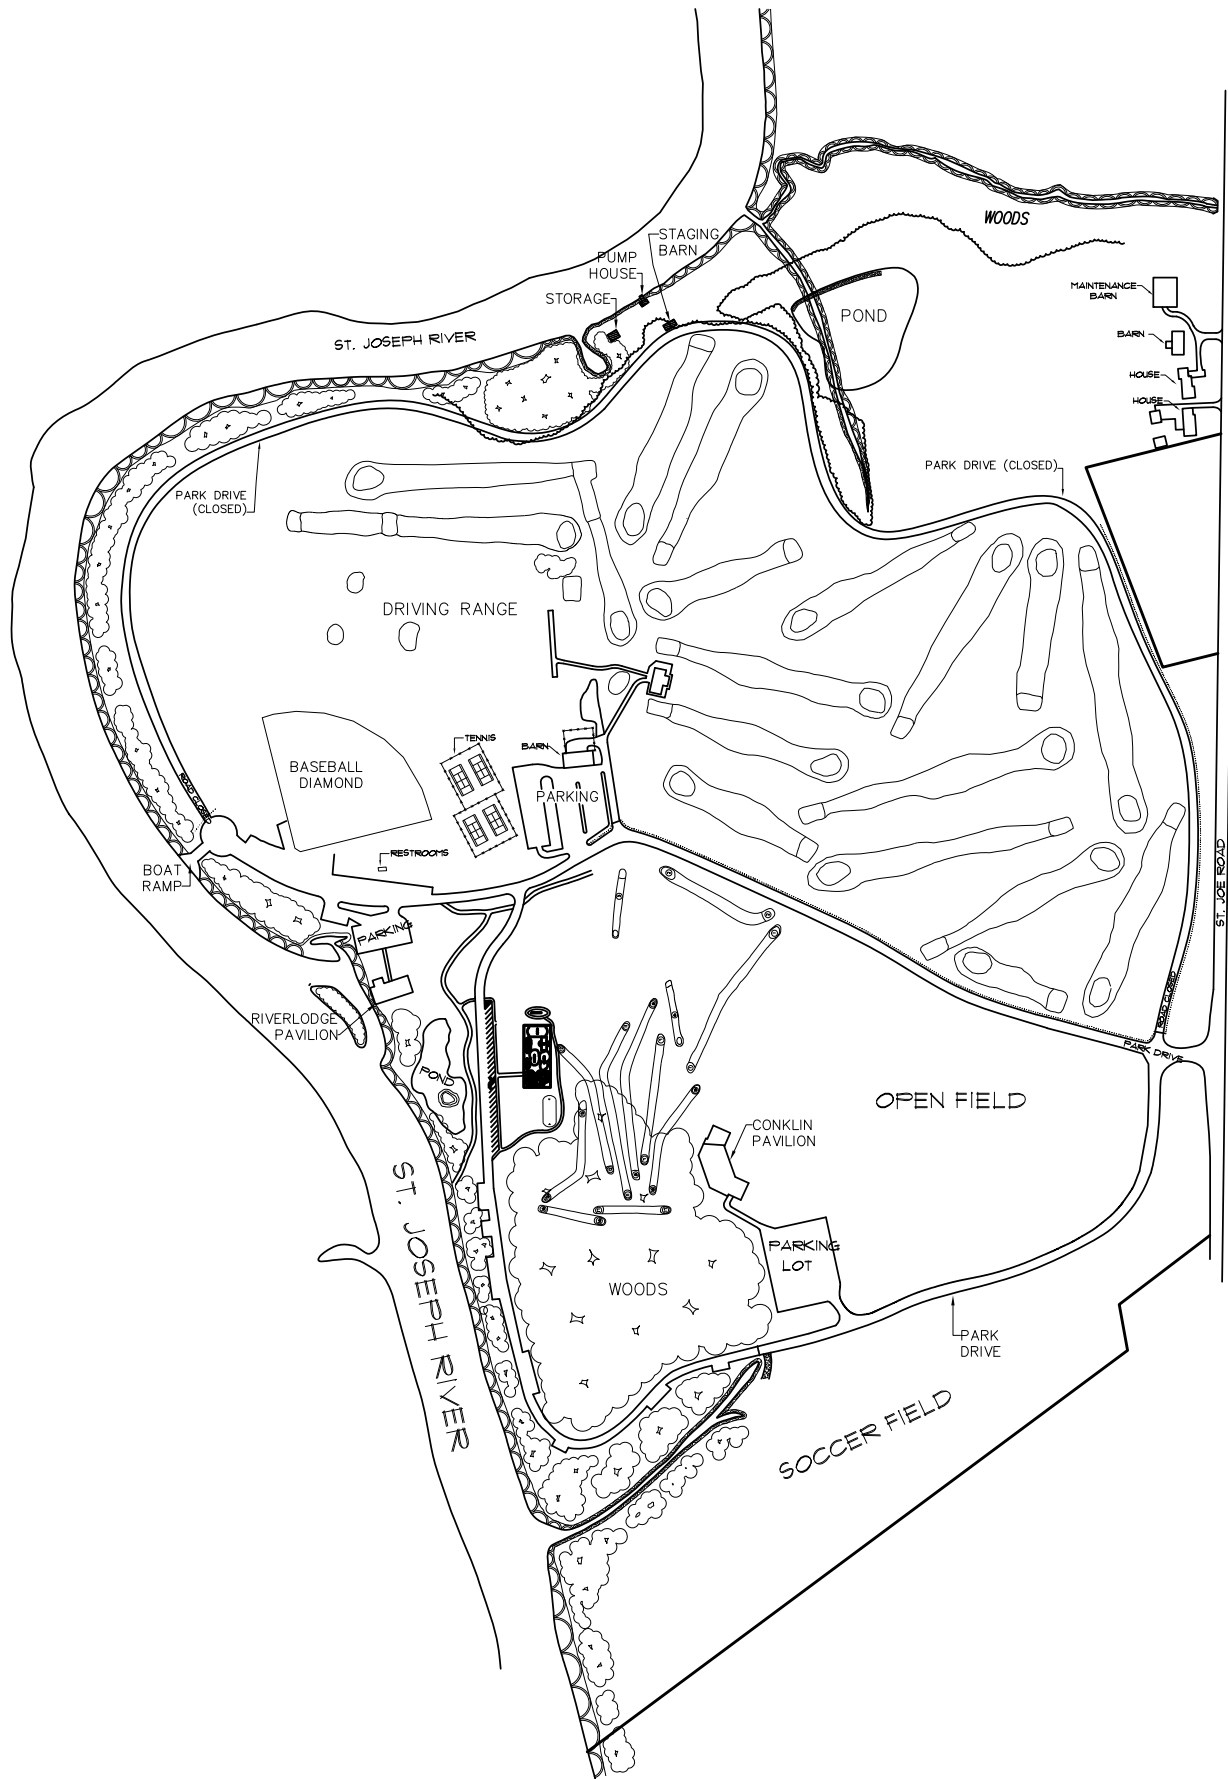 WOODS
STAGING
BARN
PUMP
HOUSE
STORAGE
MAINTENANCE
BARN
POND
BARN
ST. JOSEPH RIVER
HOUSE
HOUSE
PARK DRIVE (CLOSED)
PARK DRIVE
(CLOSED)
DRIVING RANGE
TENNIS
BARN
BASEBALL
DIAMOND
ROAD CLOSED
PARKING
RESTROOMS
BOAT
RAMP
ST. JOE ROAD
PARKING
RIVERLODGE
PAVILION
ROAD CLOSED
PARK DRIVE
POND
OPEN FIELD
CONKLIN
PAVILION
ST. JOSEPH RIVER
PARKING
LOT
WOODS
PARK
DRIVE
SOCCER FIELD